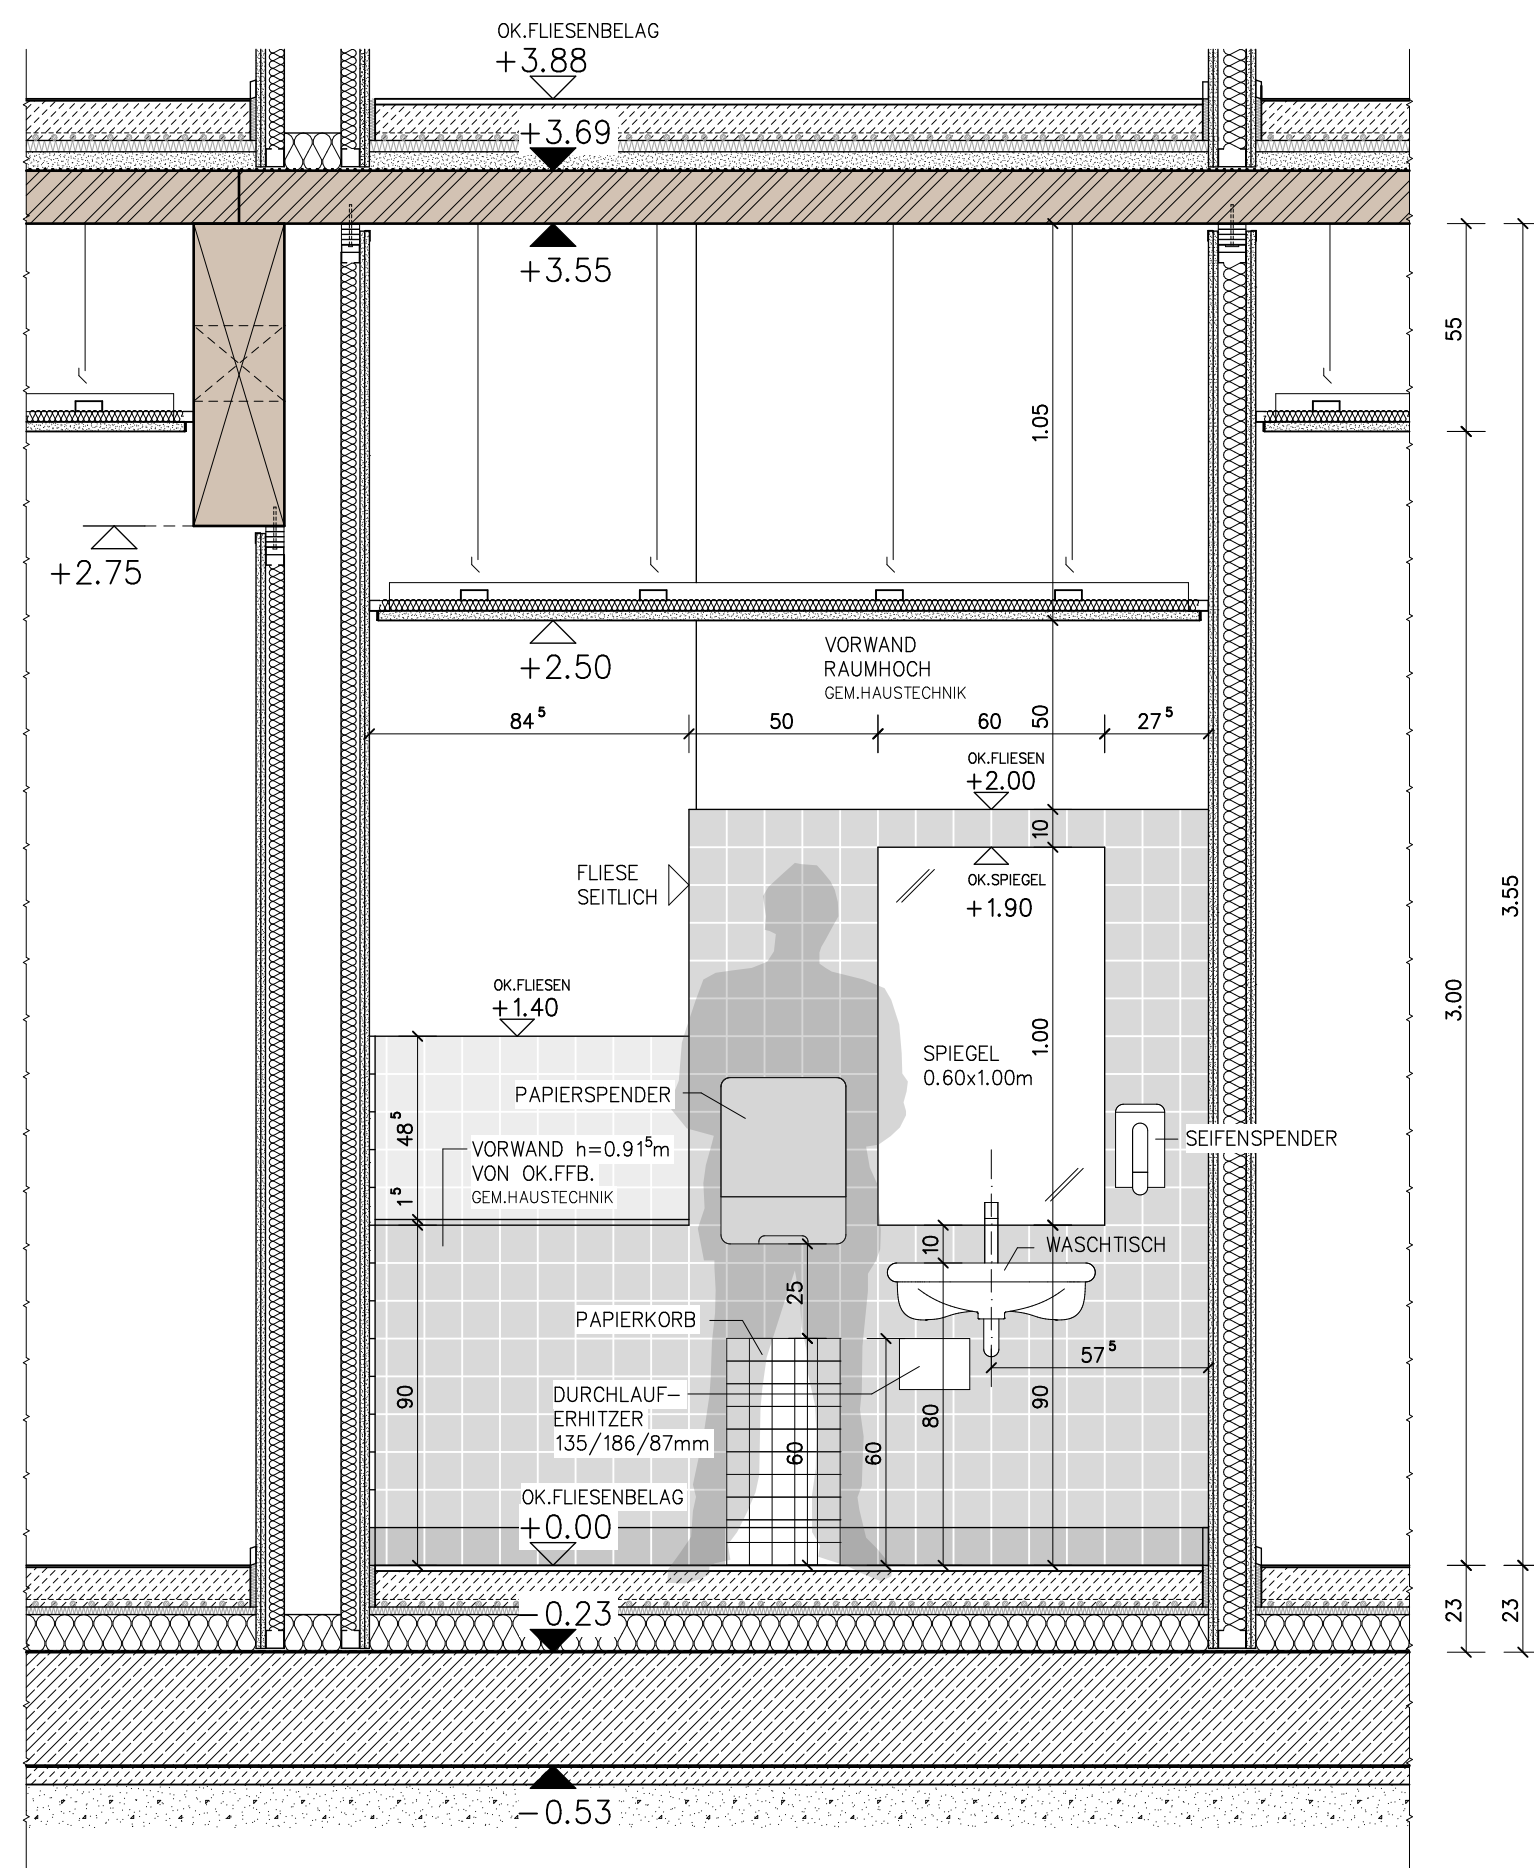 OK.FLIESENBELAG
+3.88
+3.69
+3.55
55
1.05
+2.75
+2.50
VORWAND
RAUMHOCH
GEM.HAUSTECHNIK
84⁵
50
60
50
27⁵
OK.FLIESEN
+2.00
10
FLIESE
SEITLICH
OK.SPIEGEL
+1.90
3.55
3.00
OK.FLIESEN
+1.40
1.00
SPIEGEL
0.60x1.00m
PAPIERSPENDER
48⁵
VORWAND h=0.91⁵m
VON OK.FFB.
GEM.HAUSTECHNIK
1⁵
SEIFENSPENDER
10
WASCHTISCH
25
PAPIERKORB
57⁵
90
DURCHLAUF-
ERHITZER
135/186/87mm
60
60
80
90
OK.FLIESENBELAG
+0.00
-0.23
23
23
-0.53